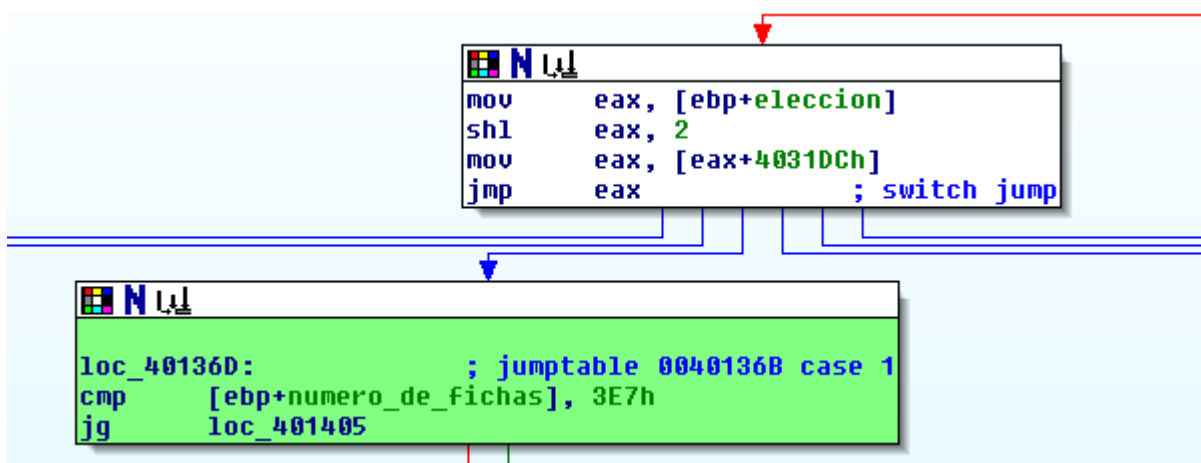 N
mov eax, [ebp+eleccion]
shl eax, 2
mov eax, [eax+4031DCh]
jmp eax ; switch jump
N
loc_40136D: ; jumptable 0040136B case 1
cmp [ebp+numero_de_fichas], 3E7h
jg loc_401405